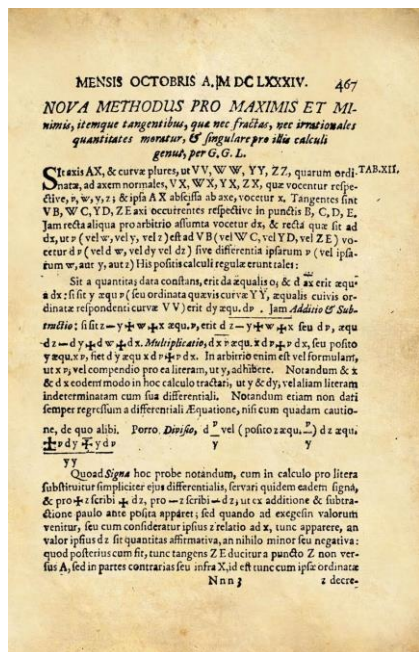 MENSIS OCTOBRIS A. M DC LXXXIV. 467
NOVA METHODUS PRO MAXIMIS ET MI-
nimis, itemque tangentibus, quæ nec fractas, nec irrationales
quantitates moratur, & singulare pro illis calculi
genus, per G. G. L.
SIt axis AX, & curvæ plures, ut VV, WW, YY, ZZ, quarum ordi-
TAB.XII.
natæ, ad axem normales, VX, WX, YX, ZX, quæ vocentur respe-
ctive, v, w, y, z; & ipsa AX abscissa ab axe, vocetur x. Tangentes sint
VB, WC, YD, ZE axi occurrentes respective in punctis B, C, D, E.
Jam recta aliqua pro arbitrio assumta vocetur dx, & recta quæ sit ad
dx, ut v (vel w, vel y, vel z) est ad VB (vel WC, vel YD, vel ZE) vo-
cetur dv (vel dw, vel dy vel dz) sive differentia ipsarum v (vel ipsa-
rum w, aut y, aut z) His positis calculi regulæ erunt tales:
Sit a quantitas data constans, erit da æqualis 0, & d ax erit æqu.
a dx: si sit y æqu v (seu ordinata quævis curvæ YY, æqualis cuivis or-
dinatæ respondenti curvæ VV) erit dy æqu. dv. Jam Additio & Sub-
tractio: si sit z - y + w + x æqu. v, erit d z - y + w + x seu dv, æqu
dz - dy + dw + dx. Multicatio, d x v æqu. x dv + v dx, seu posito
y æqu. x v, fiet dy æqu x dv + v dx. In arbitrio enim est vel formulam,
ut x v, vel compendio pro ea literam, ut y, adhibere. Notandum & x
& dx eodem modo in hoc calculo tractari, ut y & dy, vel aliam literam
indeterminatam cum sua differentiali. Notandum etiam non dari
semper regressum a differentiali Æquatione, nisi cum quadam cautio-
ne, de quo alibi. Porro Divisio, d v/y vel (posito z æqu. v/y) dz æqu.
± v dy ∓ y dv
yy
Quoad Signa hoc probe notandum, cum in calculo pro litera
substituitur simpliciter ejus differentialis, servari quidem eadem signa,
& pro + z scribi + dz, pro - z scribi - dz, ut ex additione & subtra-
ctione paulo ante posita apparet; sed quando ad exegesin valorum
venitur, seu cum consideratur ipsius z relatio ad x, tunc apparere, an
valor ipsius dz sit quantitas affirmativa, an nihilo minor seu negativa:
quod posterius cum fit, tunc tangens ZE ducitur a puncto Z non ver-
sus A, sed in partes contrarias seu infra X, id est tunc cum ipsæ ordinatæ
Nnn 3 z decre-